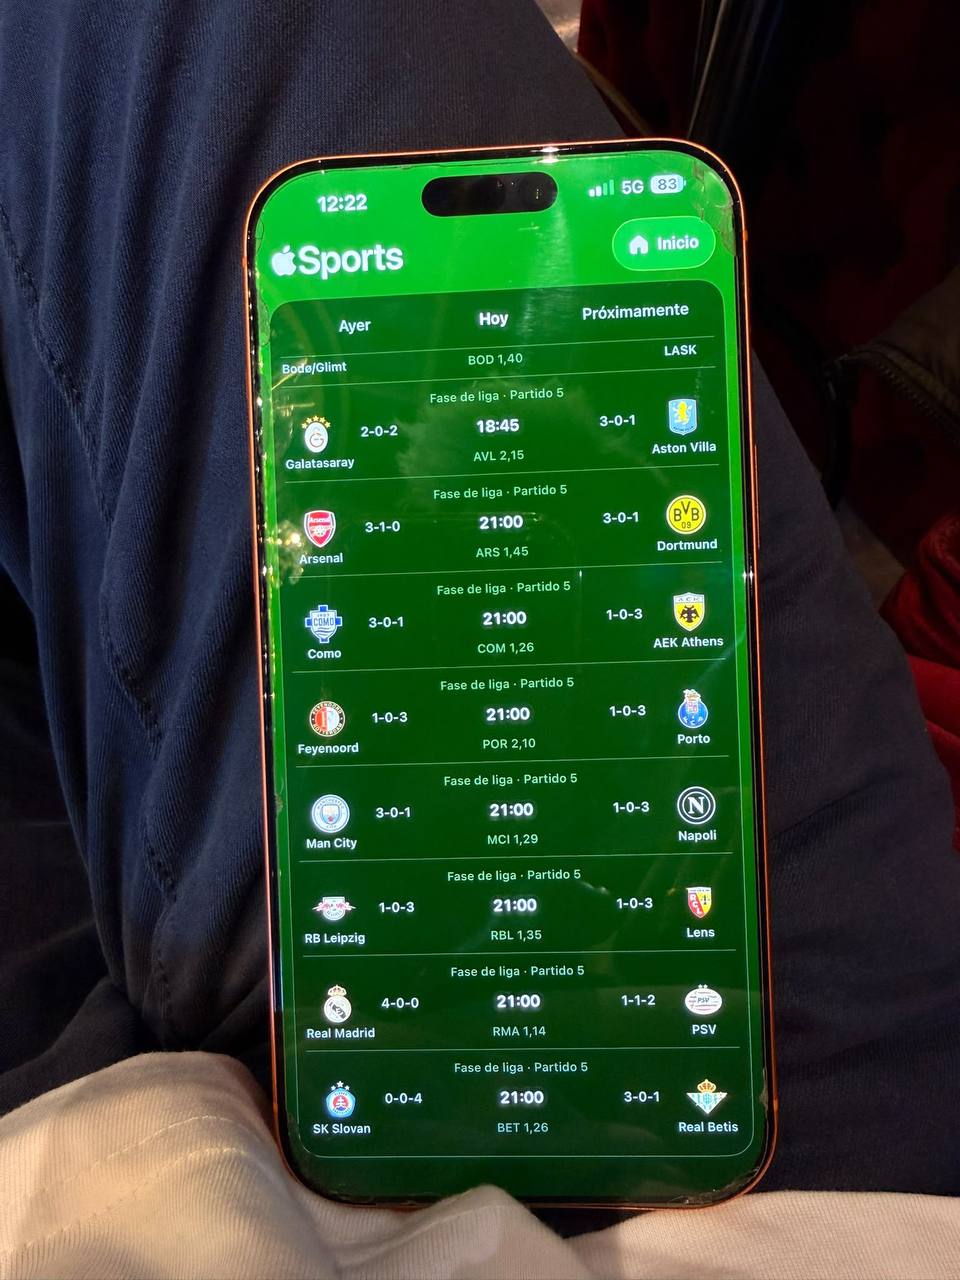 12:22
5G 83
Sports
Inicio
Ayer Hoy Próximamente
Bodø/Glimt BOD 1,40 LASK
Fase de liga · Partido 5
2-0-2 18:45 3-0-1
Galatasaray AVL 2,15 Aston Villa
Fase de liga · Partido 5
Arsenal 3-1-0 21:00 3-0-1 BVB 09
Arsenal ARS 1,45 Dortmund
Fase de liga · Partido 5
COMO 3-0-1 21:00 1-0-3 AEK
Como COM 1,26 AEK Athens
Fase de liga · Partido 5
1-0-3 21:00 1-0-3
Feyenoord POR 2,10 Porto
Fase de liga · Partido 5
3-0-1 21:00 1-0-3 N
Man City MCI 1,29 Napoli
Fase de liga · Partido 5
1-0-3 21:00 1-0-3 RCL
RB Leipzig RBL 1,35 Lens
Fase de liga · Partido 5
4-0-0 21:00 1-1-2 PSV
Real Madrid RMA 1,14 PSV
Fase de liga · Partido 5
0-0-4 21:00 3-0-1
SK Slovan BET 1,26 Real Betis